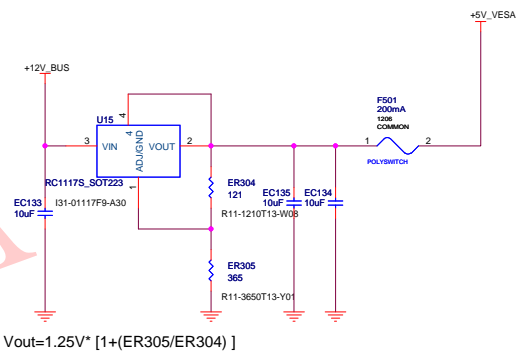 +5V_VESA
+12V_BUS
F501
200mA
1206
COMMON
U15
4
3
VIN
4
ADJ/GND
VOUT
2
1
2
POLYSWITCH
1
RC1117S_SOT223
I31-01117F9-A30
EC133
10uF
ER304
121
R11-1210T13-W08
EC135
10uF
EC134
10uF
ER305
365
R11-3650T13-Y01
Vout=1.25V* [1+(ER305/ER304) ]